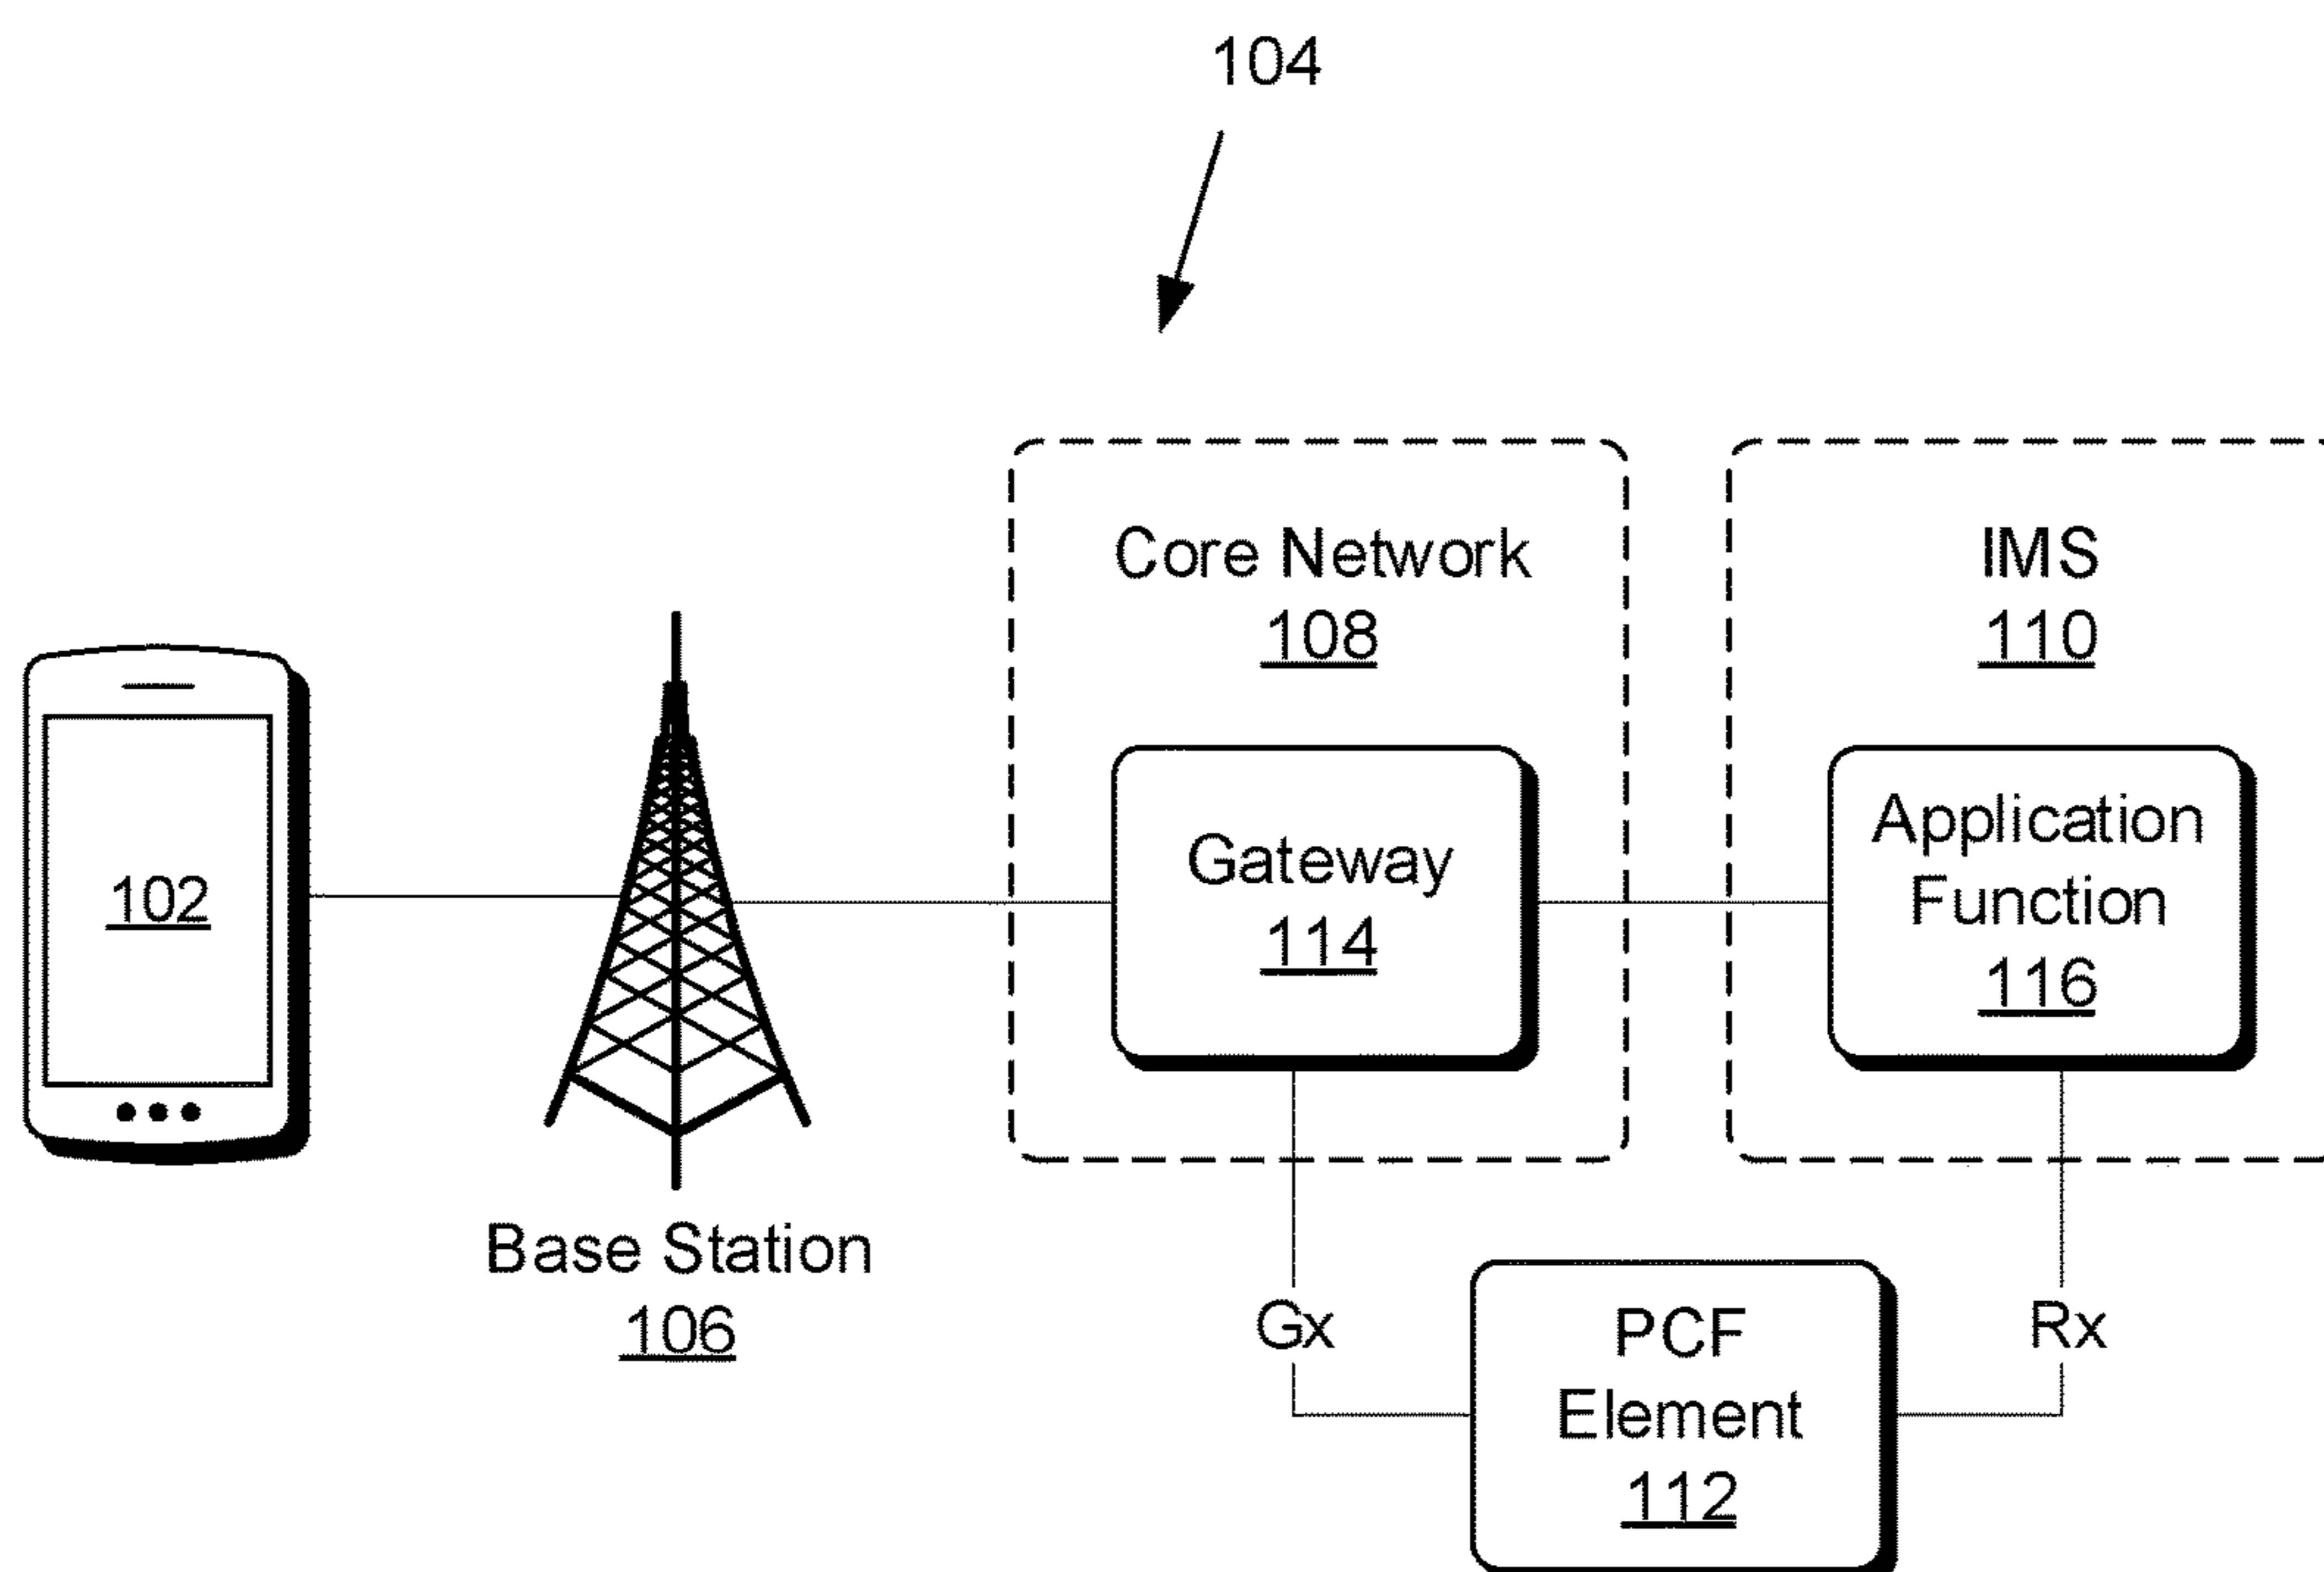 104
Core Network
108
IMS
110
102
Gateway
114
Application
Function
116
Base Station
106
Gx
PCF
Element
112
Rx